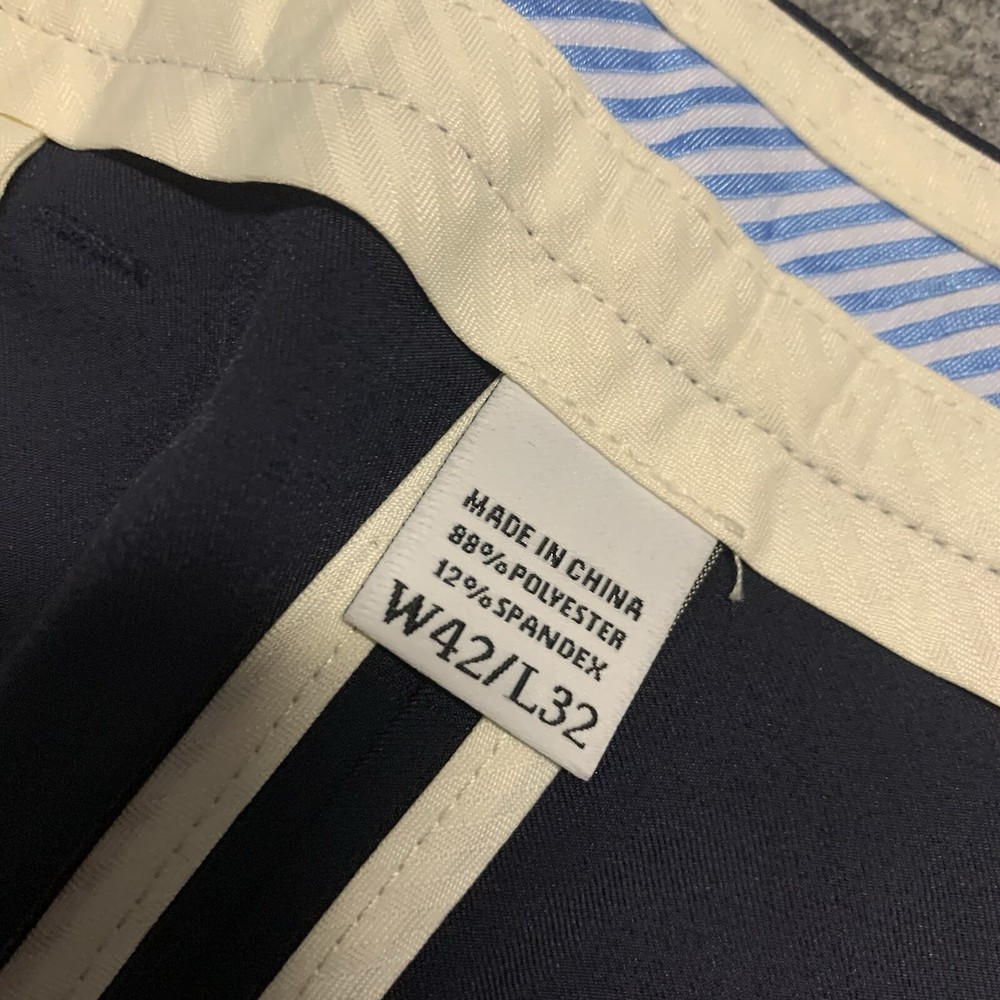 MADE IN CHINA
88%POLYESTER
12%SPANDEX
W42/L32